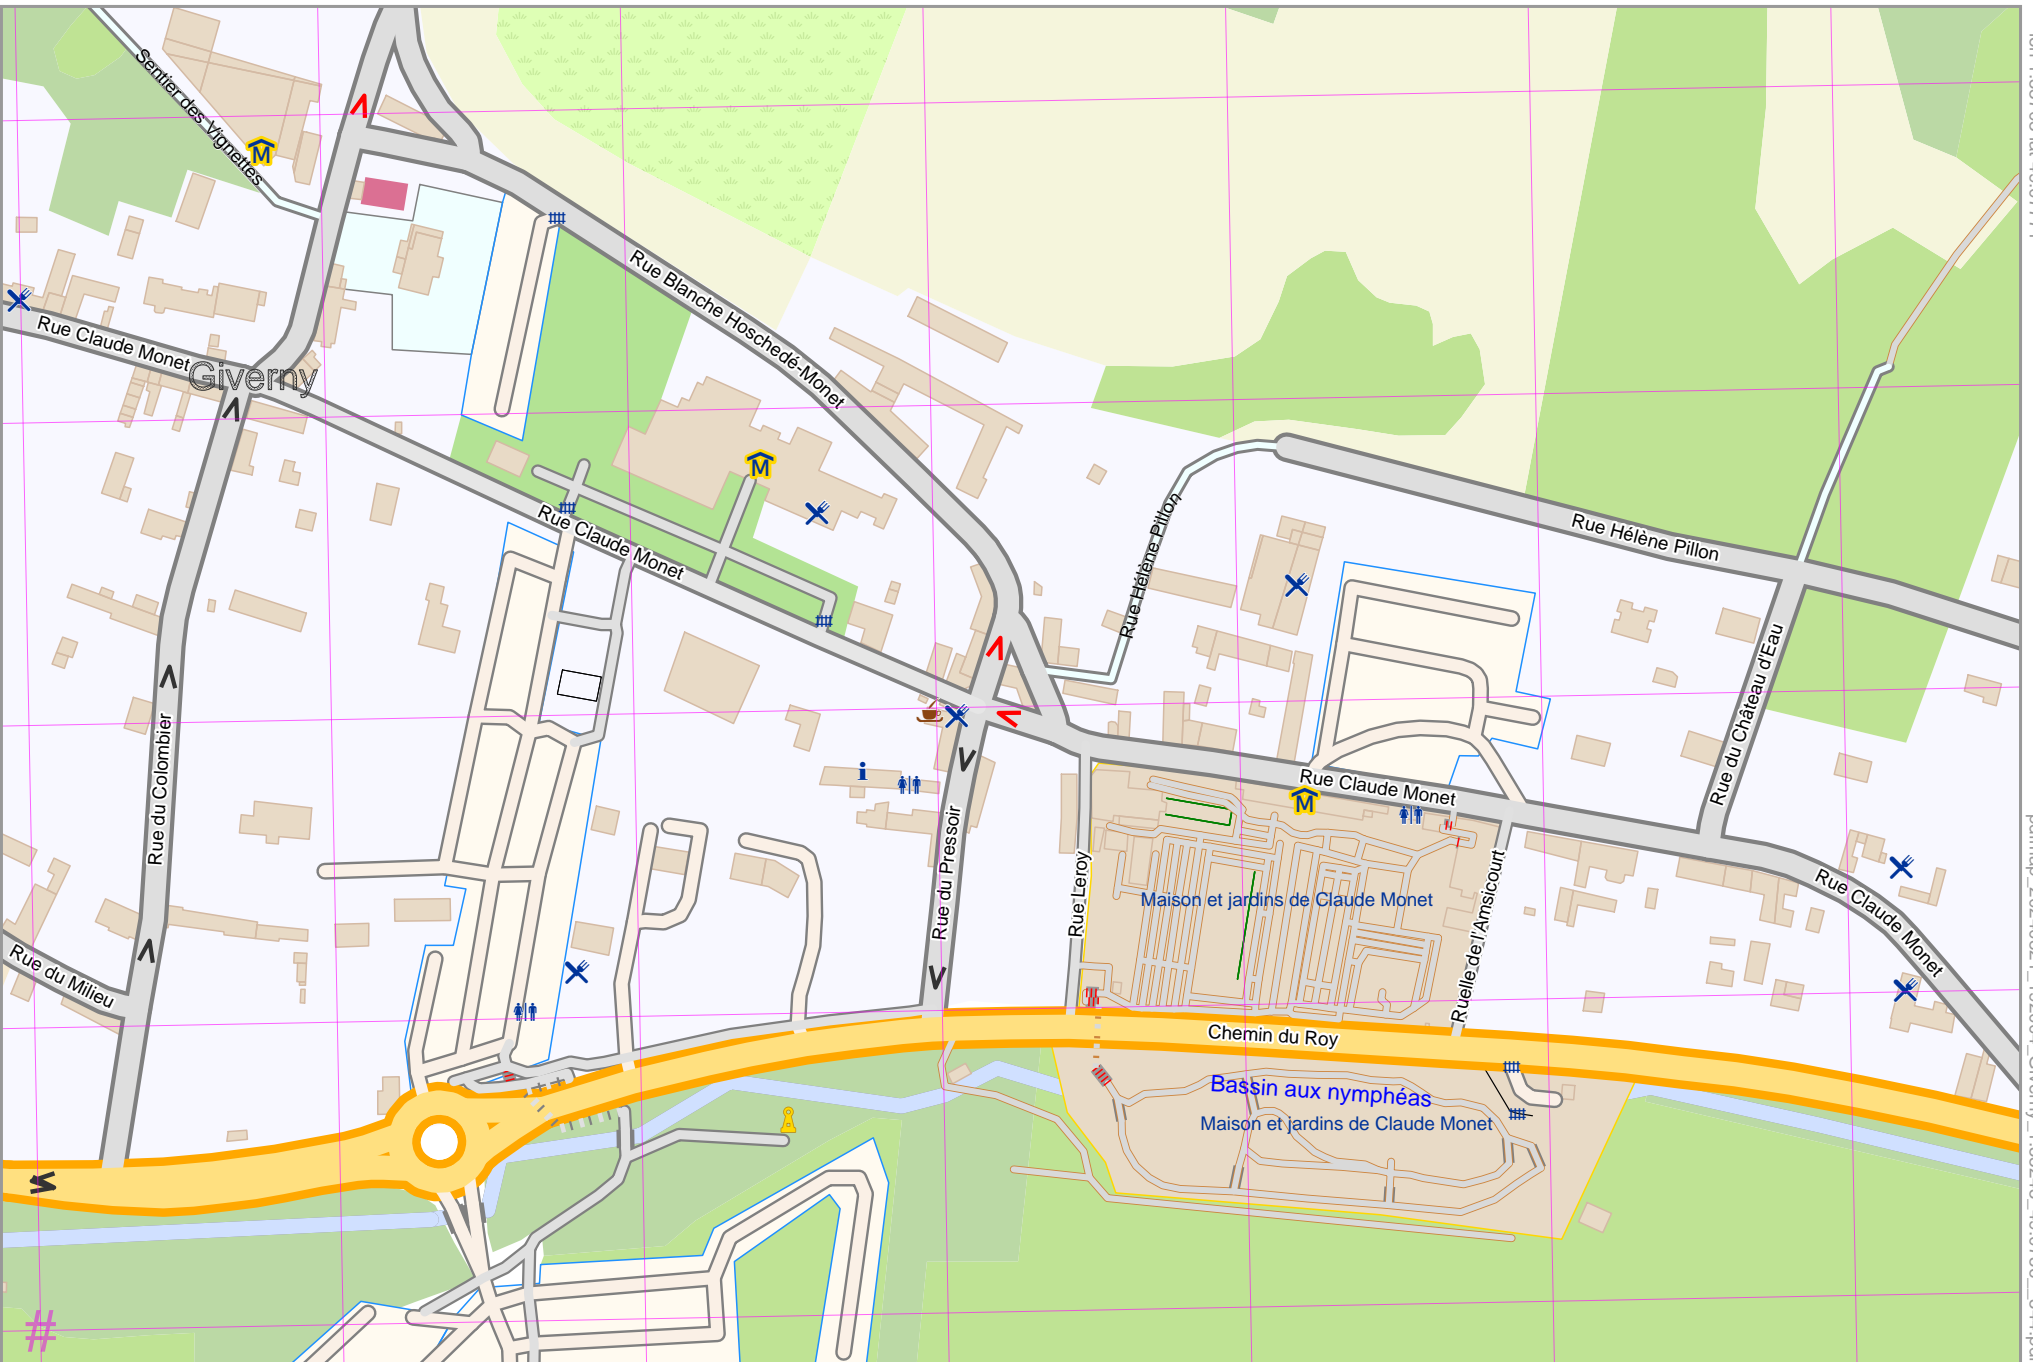 Sentier des Vignettes
Rue Claude Monet
Giverny
Rue Blanche Hoschedé-Monet
Rue Claude Monet
Rue Hélène Pillon
Rue Hélène Pillon
Rue du Château d'Eau
Rue du Colombier
Rue Claude Monet
Rue du Pressoir
Rue Leroy
Maison et jardins de Claude Monet
Ruelle de l'Amsicourt
Rue Claude Monet
Rue du Milieu
Chemin du Roy
Bassin aux nymphéas
Maison et jardins de Claude Monet
#